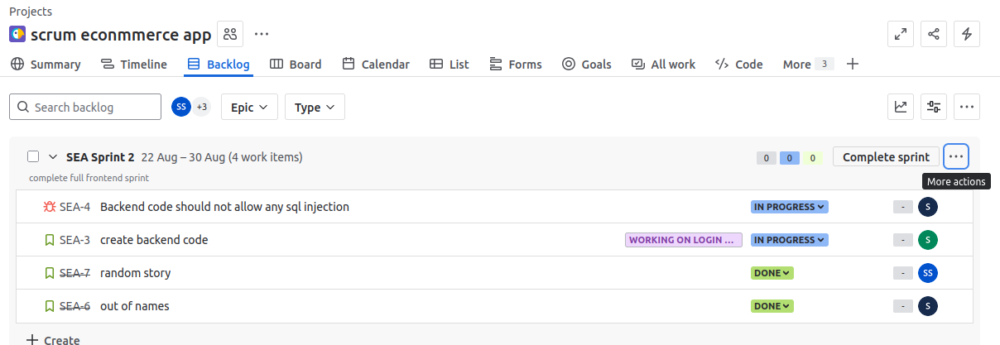 Projects
scrum econmmerce app
Summary Timeline Backlog Board Calendar List Forms Goals All work Code More 3
Search backlog SS +3 Epic Type
SEA Sprint 2 22 Aug – 30 Aug (4 work items) 0 0 0 Complete sprint
complete full frontend sprint
More actions
SEA-4 Backend code should not allow any sql injection IN PROGRESS - S
SEA-3 create backend code WORKING ON LOGIN ... IN PROGRESS - S
SEA-7 random story DONE - SS
SEA-6 out of names DONE - S
Create